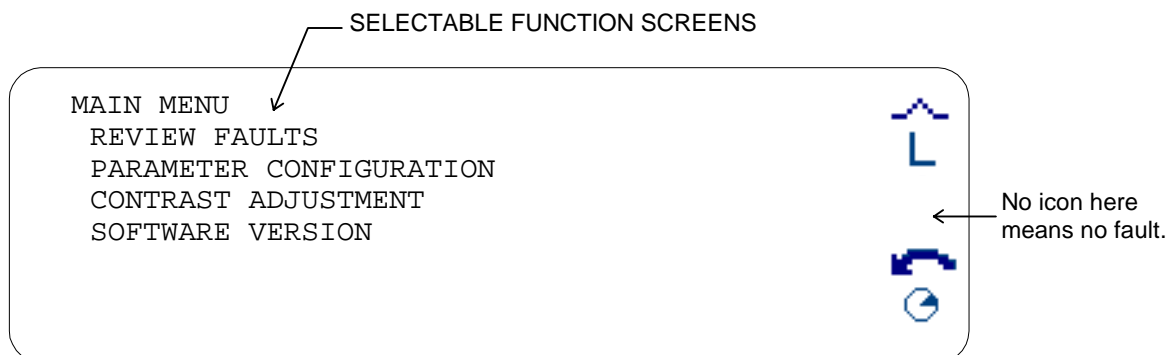 SELECTABLE FUNCTION SCREENS
MAIN MENU
REVIEW FAULTS
PARAMETER CONFIGURATION
CONTRAST ADJUSTMENT
SOFTWARE VERSION
L
No icon here
means no fault.